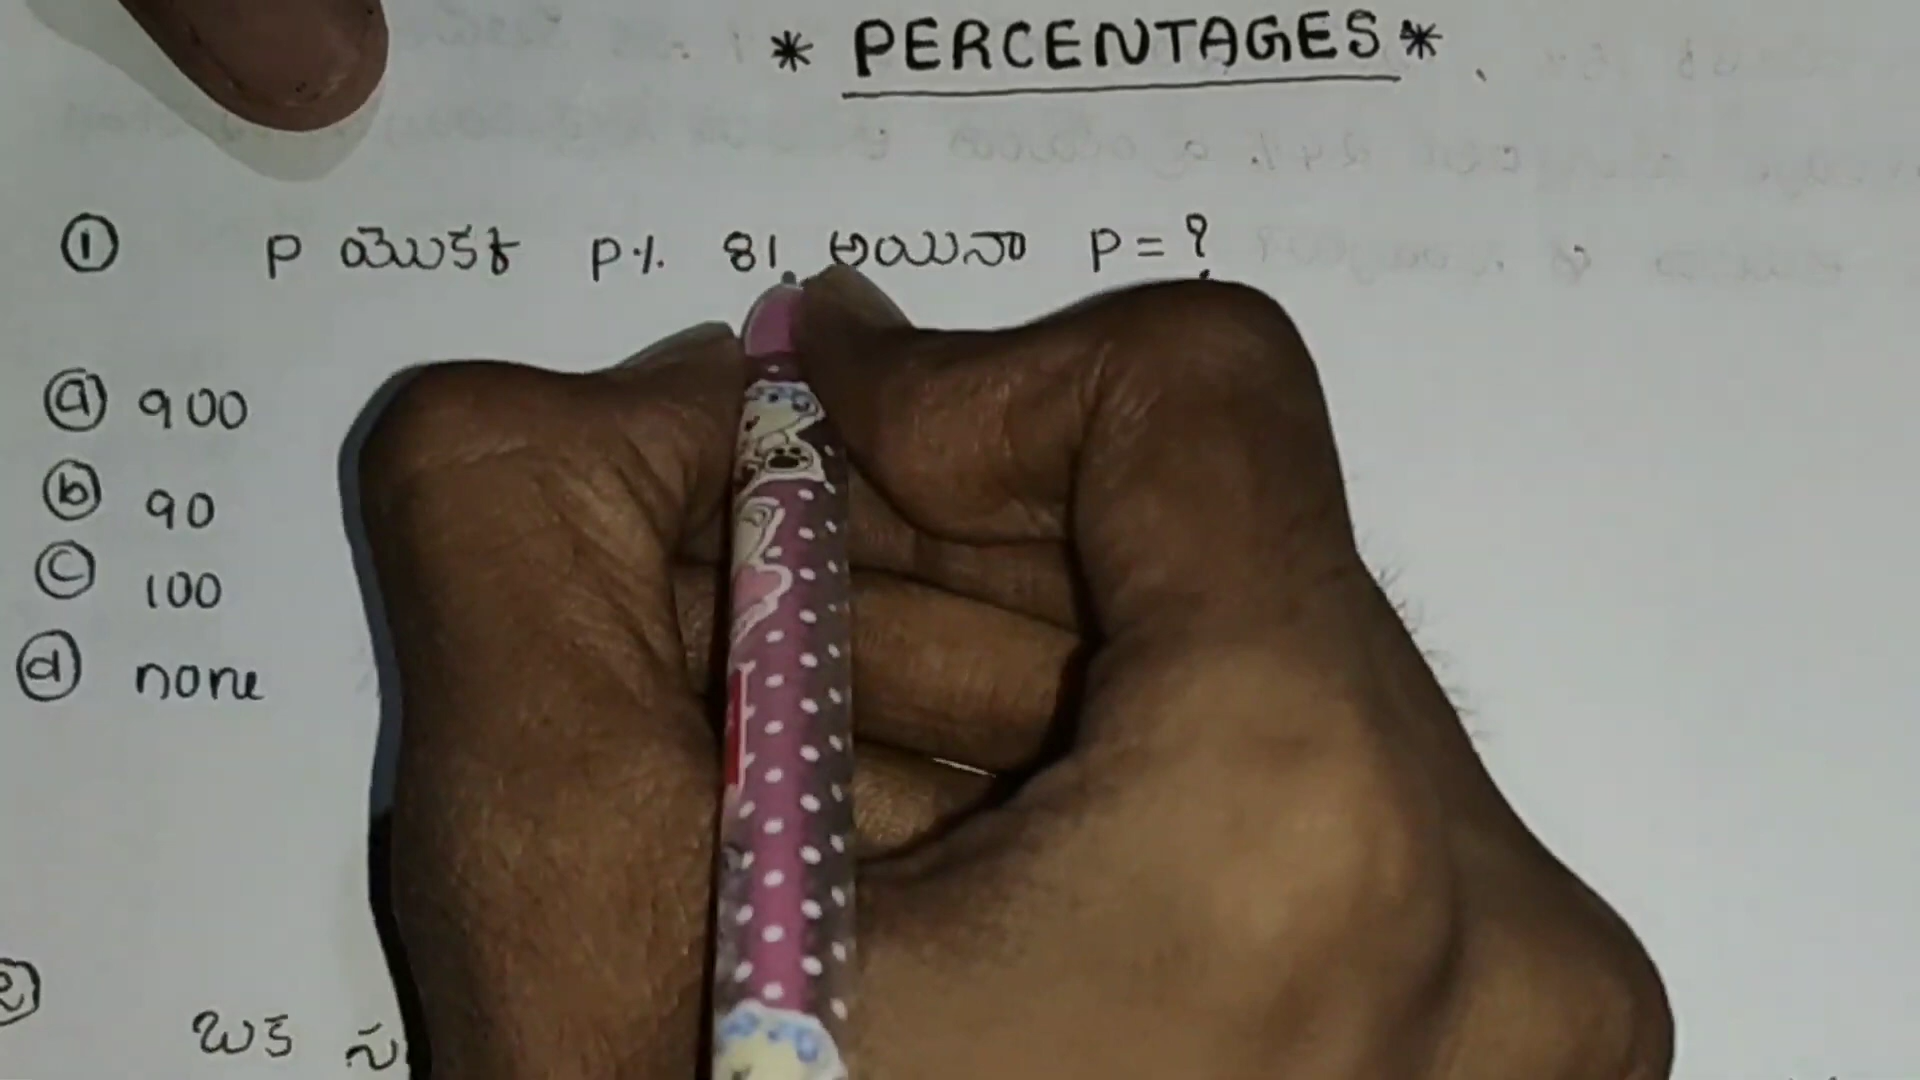 * PERCENTAGES *
① P యొక్క P% 81 అయినా P = ?
ⓐ 900
ⓑ 90
ⓒ 100
ⓓ none
②
ఒక